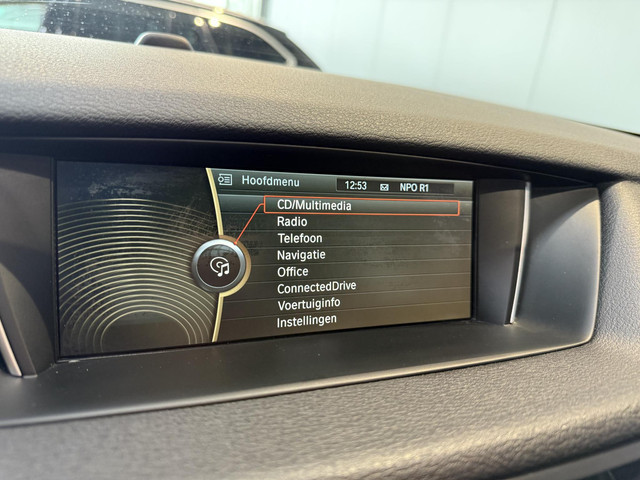 Hoofdmenu 12:53 NPO R1
CD/Multimedia
Radio
Telefoon
Navigatie
Office
ConnectedDrive
Voertuiginfo
Instellingen